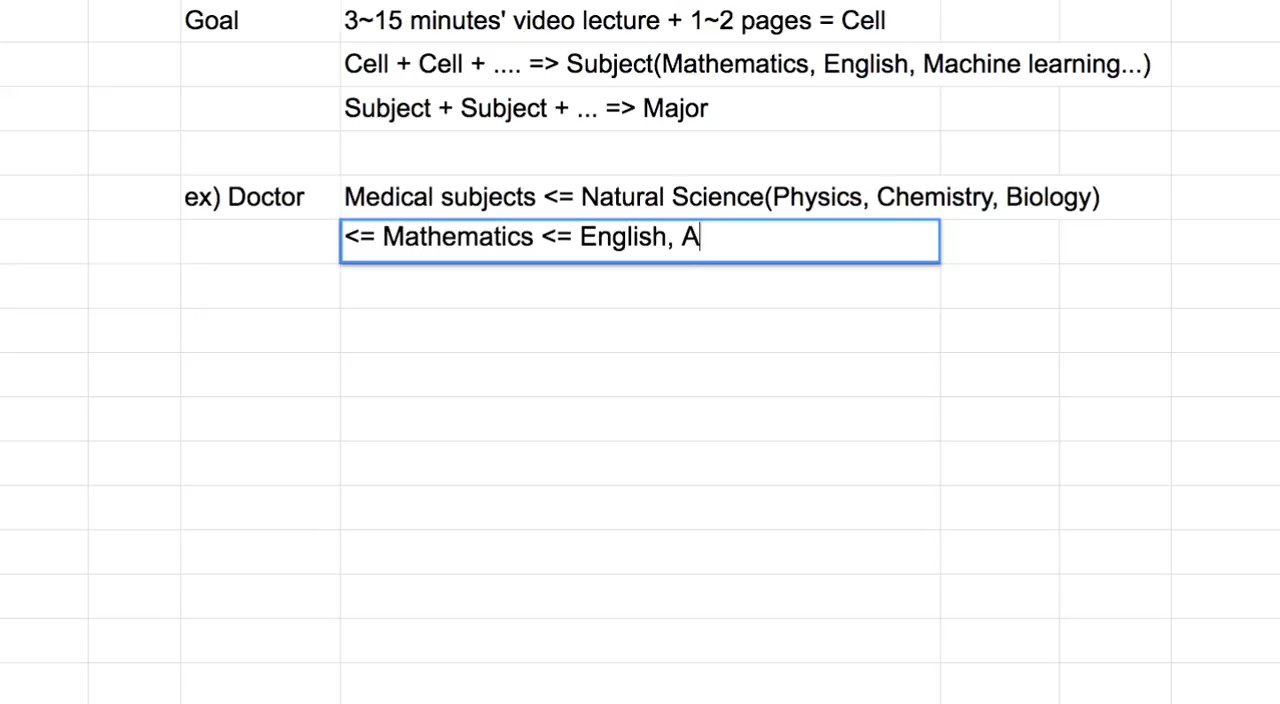 Goal 3~15 minutes' video lecture + 1~2 pages = Cell
Cell + Cell + .... => Subject(Mathematics, English, Machine learning...)
Subject + Subject + ... => Major
ex) Doctor Medical subjects <= Natural Science(Physics, Chemistry, Biology)
<= Mathematics <= English, A